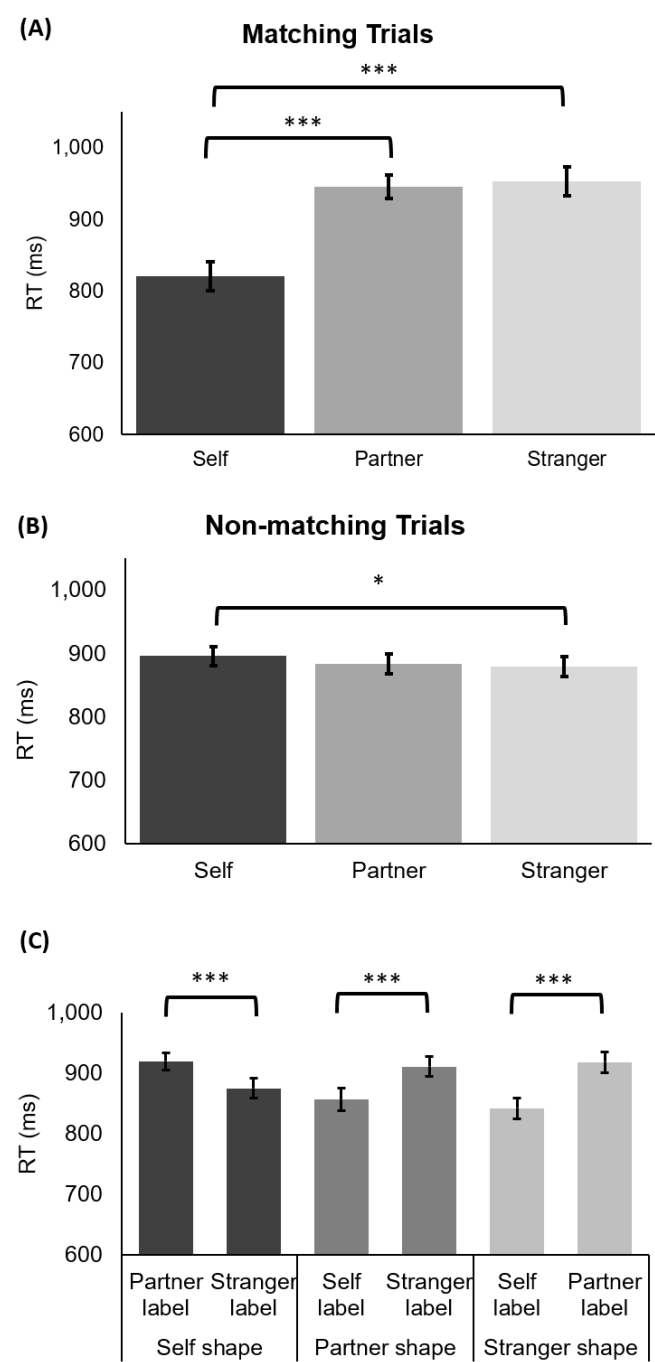 (A)
Matching Trials
***
***
1,000
900
800
700
600
RT (ms)
Self Partner Stranger
(B)
Non-matching Trials
*
1,000
900
800
700
600
RT (ms)
Self Partner Stranger
(C)
*** *** ***
1,000
900
800
700
600
RT (ms)
Partner Stranger Self Stranger Self Partner
label label label label label label
Self shape Partner shape Stranger shape